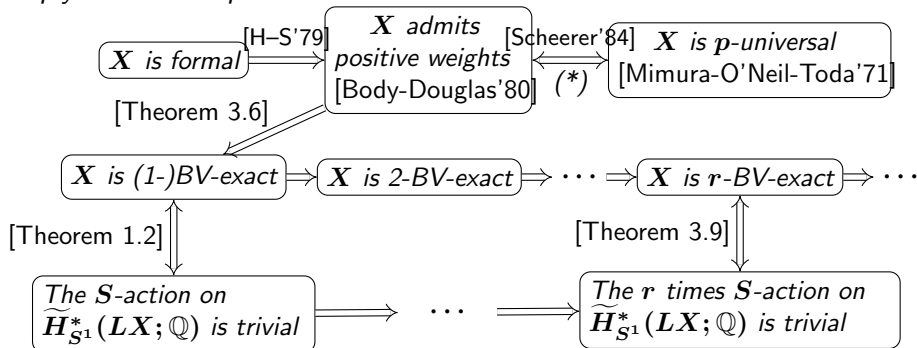 [H–S'79]
X admits
[Scheerer'84]
X is p-universal
X is formal
positive weights
(*)
[Mimura-O'Neil-Toda'71]
[Body-Douglas'80]
[Theorem 3.6]
X is (1-)BV-exact
X is 2-BV-exact
···
X is r-BV-exact
···
[Theorem 1.2]
[Theorem 3.9]
The S-action on
H̃*_{S¹}(LX; ℚ) is trivial
···
The r times S-action on
H̃*_{S¹}(LX; ℚ) is trivial